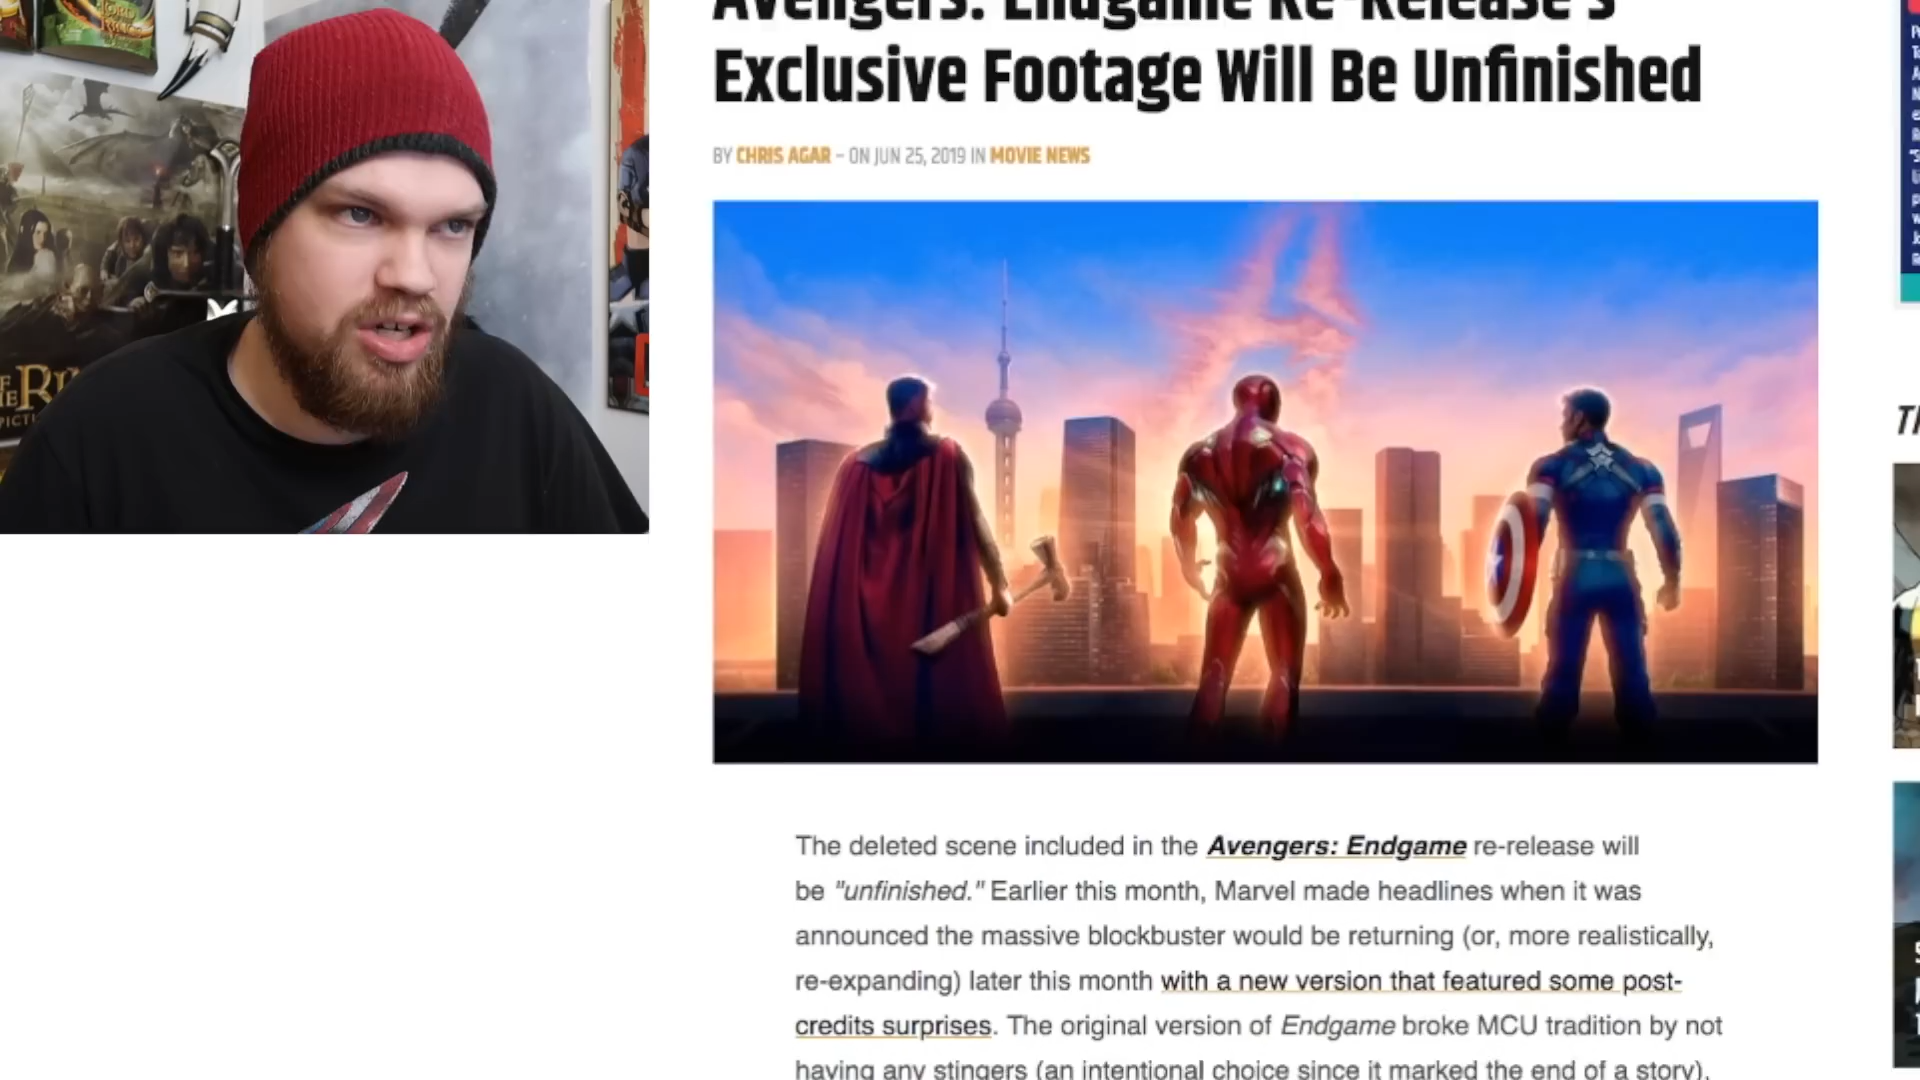 Avengers: Endgame Re-Release's
Exclusive Footage Will Be Unfinished
BY CHRIS AGAR – ON JUN 25, 2019 IN MOVIE NEWS
The deleted scene included in the Avengers: Endgame re-release will
be "unfinished." Earlier this month, Marvel made headlines when it was
announced the massive blockbuster would be returning (or, more realistically,
re-expanding) later this month with a new version that featured some post-
credits surprises. The original version of Endgame broke MCU tradition by not
having any stingers (an intentional choice since it marked the end of a story),